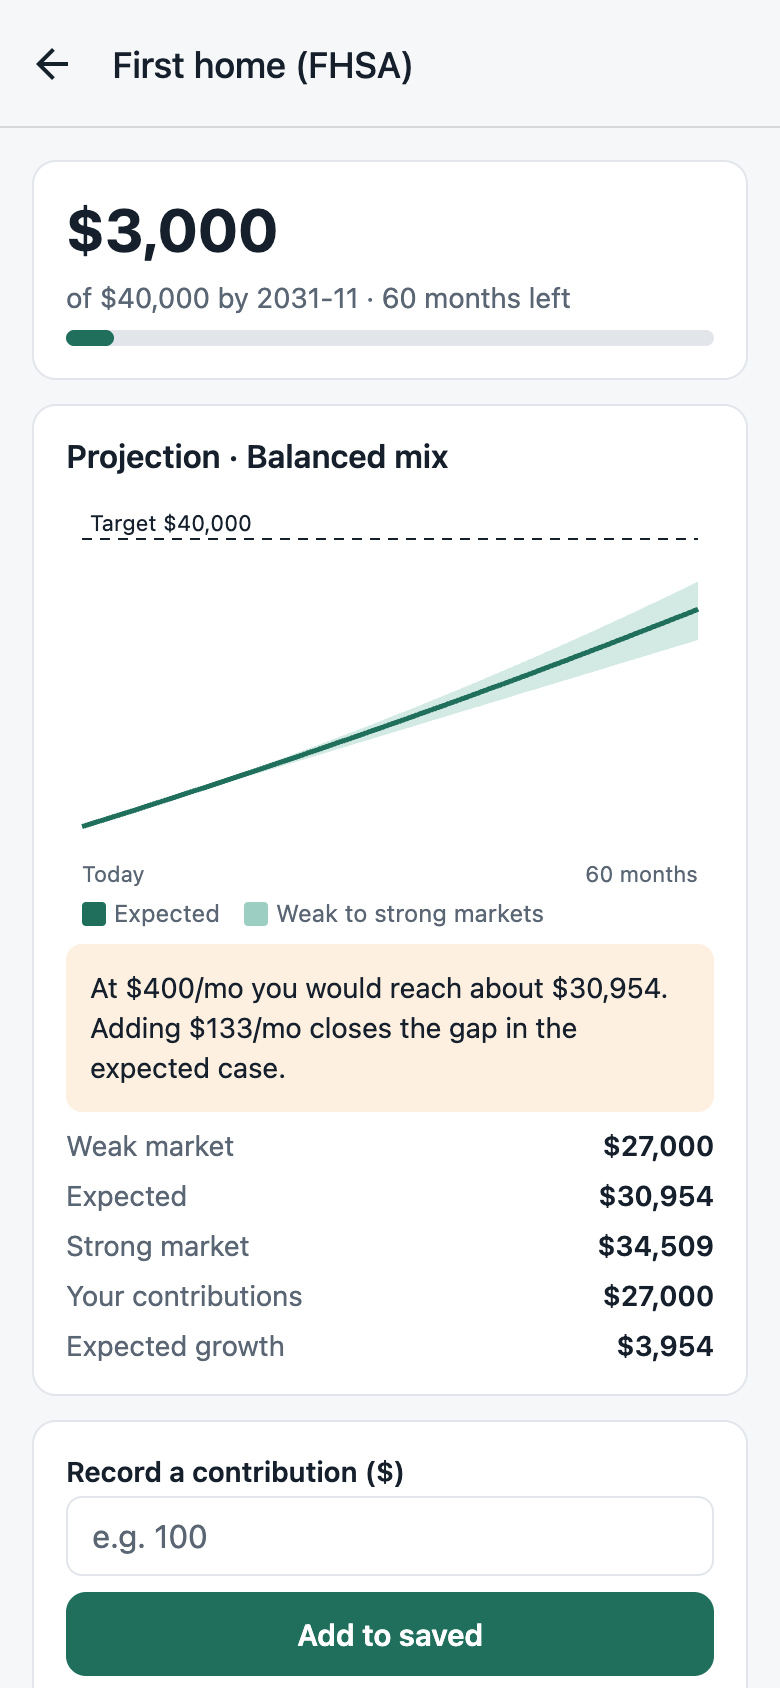 First home (FHSA)
$3,000
of $40,000 by 2031-11 · 60 months left
Projection · Balanced mix
Target $40,000
Today 60 months
Expected Weak to strong markets
At $400/mo you would reach about $30,954.
Adding $133/mo closes the gap in the
expected case.
Weak market $27,000
Expected $30,954
Strong market $34,509
Your contributions $27,000
Expected growth $3,954
Record a contribution ($)
e.g. 100
Add to saved